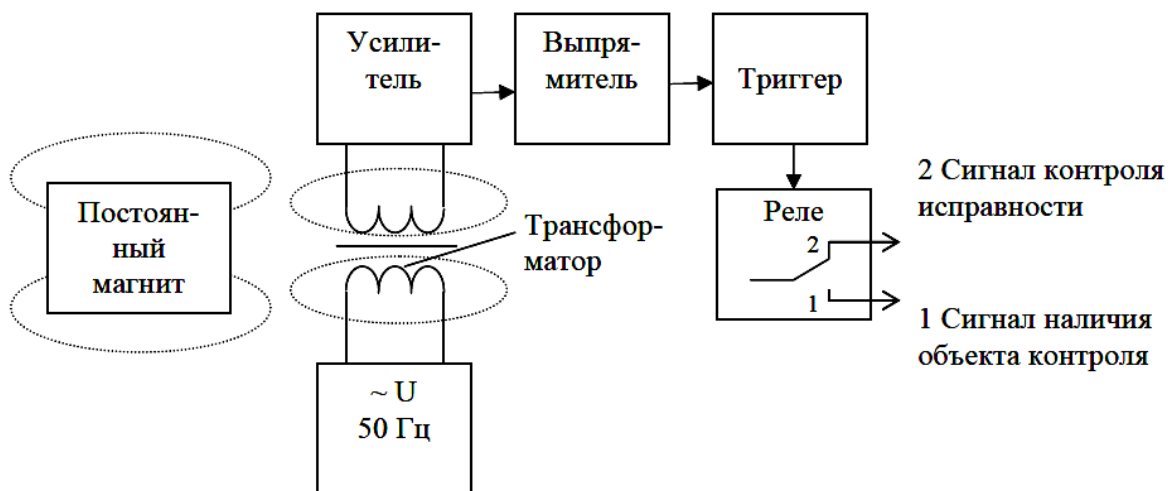 Усили-
тель
Выпря-
митель
Триггер
2 Сигнал контроля
исправности
Постоян-
ный
магнит
Трансфор-
матор
Реле
2
1
1 Сигнал наличия
объекта контроля
~ U
50 Гц